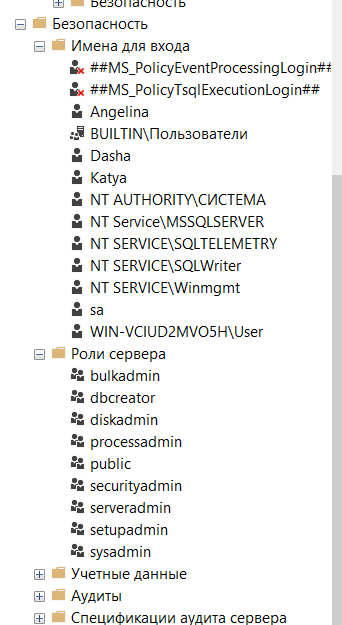 Безопасность
Безопасность
Имена для входа
##MS_PolicyEventProcessingLogin##
##MS_PolicyTsqlExecutionLogin##
Angelina
BUILTIN\Пользователи
Dasha
Katya
NT AUTHORITY\СИСТЕМА
NT Service\MSSQLSERVER
NT SERVICE\SQLTELEMETRY
NT SERVICE\SQLWriter
NT SERVICE\Winmgmt
sa
WIN-VCIUD2MVO5H\User
Роли сервера
bulkadmin
dbcreator
diskadmin
processadmin
public
securityadmin
serveradmin
setupadmin
sysadmin
Учетные данные
Аудиты
Спецификации аудита сервера